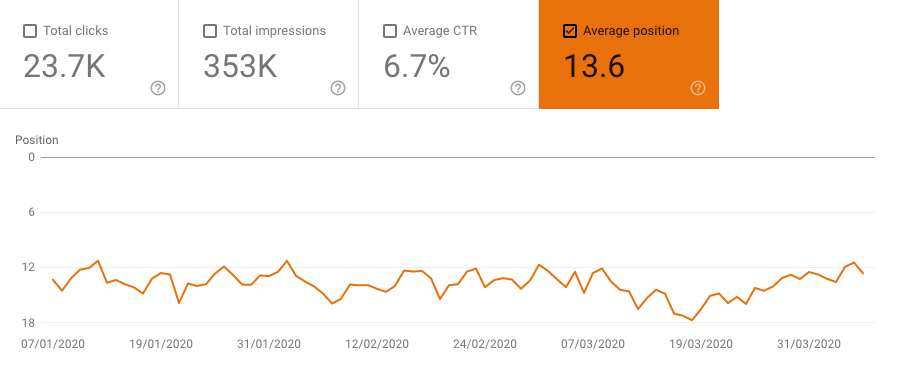 Total clicks Total impressions Average CTR Average position
23.7K 353K 6.7% 13.6
Position
0
6
12
18
07/01/2020 19/01/2020 31/01/2020 12/02/2020 24/02/2020 07/03/2020 19/03/2020 31/03/2020